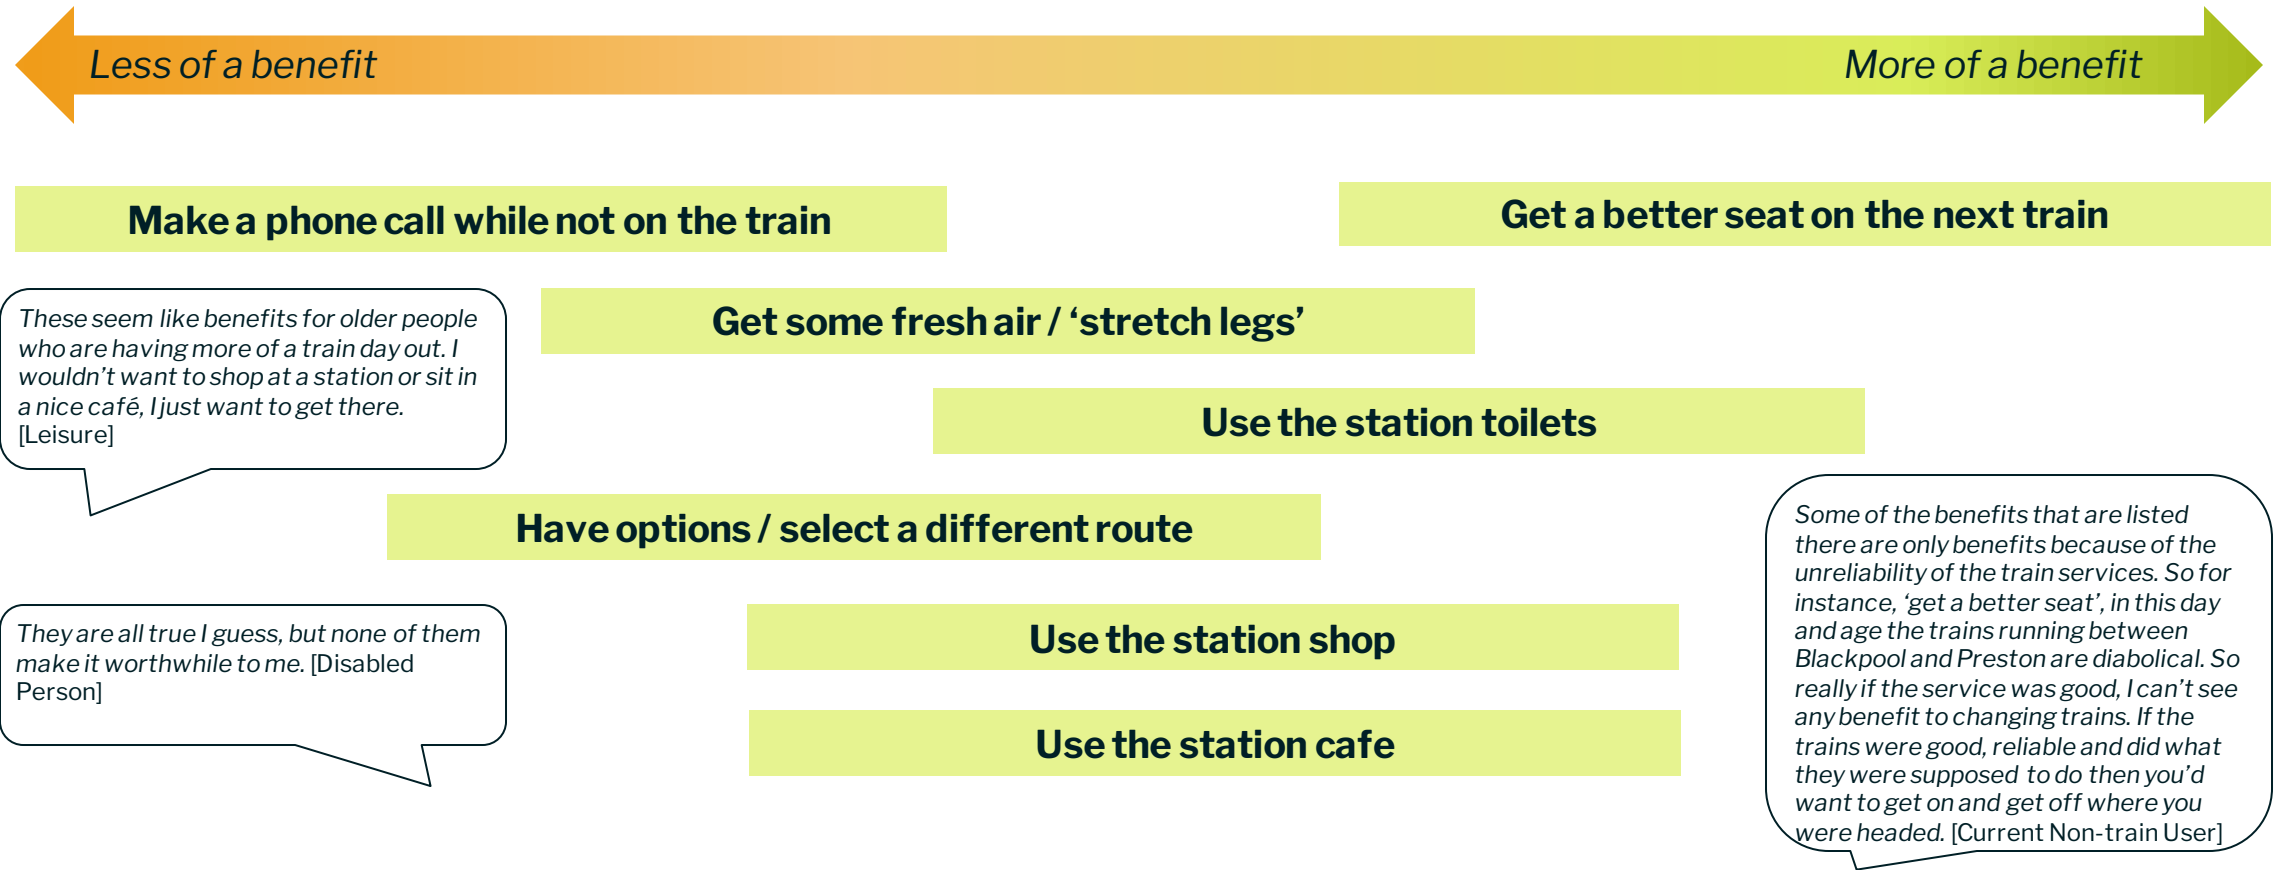 Less of a benefit
More of a benefit
Make a phone call while not on the train
Get a better seat on the next train
Get some fresh air / ‘stretch legs’
These seem like benefits for older people
who are having more of a train day out. I
wouldn’t want to shop at a station or sit in
a nice café, I just want to get there.
[Leisure]
Use the station toilets
Have options / select a different route
Some of the benefits that are listed
there are only benefits because of the
unreliability of the train services. So for
instance, ‘get a better seat’, in this day
and age the trains running between
Blackpool and Preston are diabolical. So
really if the service was good, I can’t see
any benefit to changing trains. If the
trains were good, reliable and did what
they were supposed to do then you’d
want to get on and get off where you
were headed. [Current Non-train User]
They are all true I guess, but none of them
make it worthwhile to me. [Disabled
Person]
Use the station shop
Use the station cafe